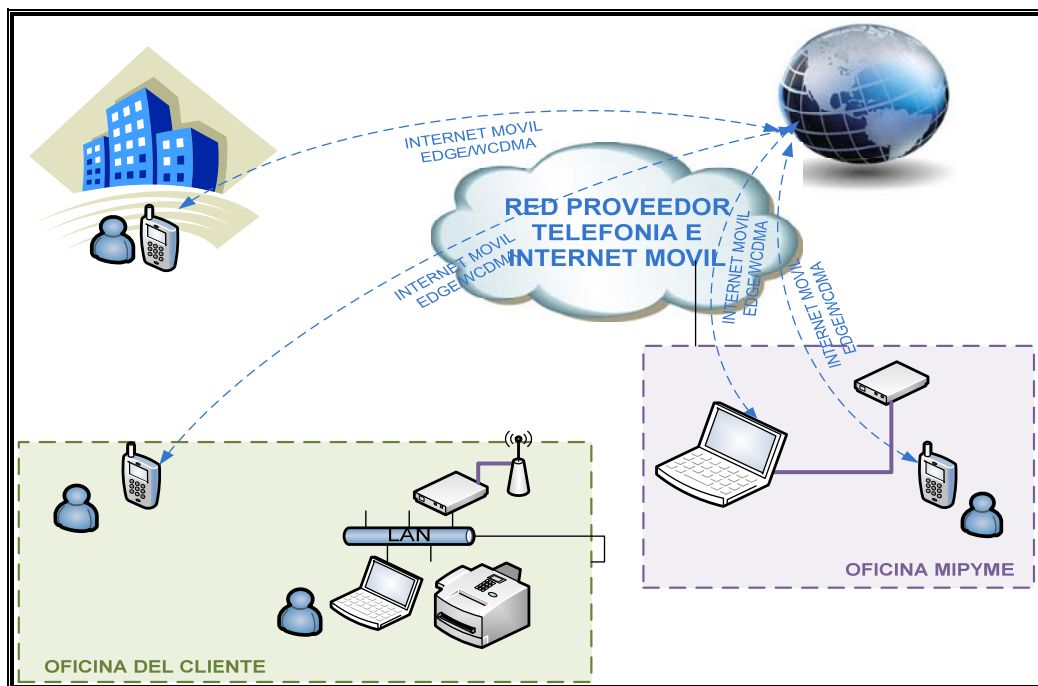 INTERNET MOVIL
EDGE/WCDMA
RED PROVEEDOR
TELEFONIA E
INTERNET MOVIL
INTERNET MOVIL
EDGE/WCDMA
INTERNET MOVIL
EDGE/WCDMA
INTERNET MOVIL
EDGE/WCDMA
LAN
OFICINA MIPYME
OFICINA DEL CLIENTE